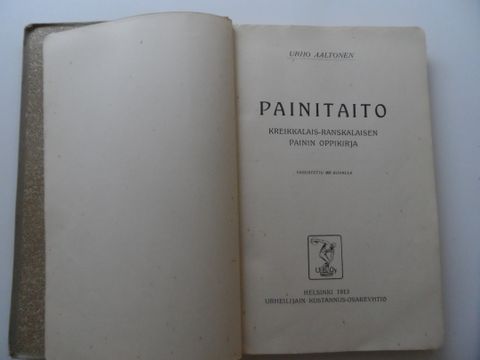 URHO AALTONEN
PAINITAITO
KREIKKALAIS-RANSKALAISEN
PAININ OPPIKIRJA
HELSINKI 1913
URHEILIJAIN KUSTANNUS-OSAKEYHTIÖ